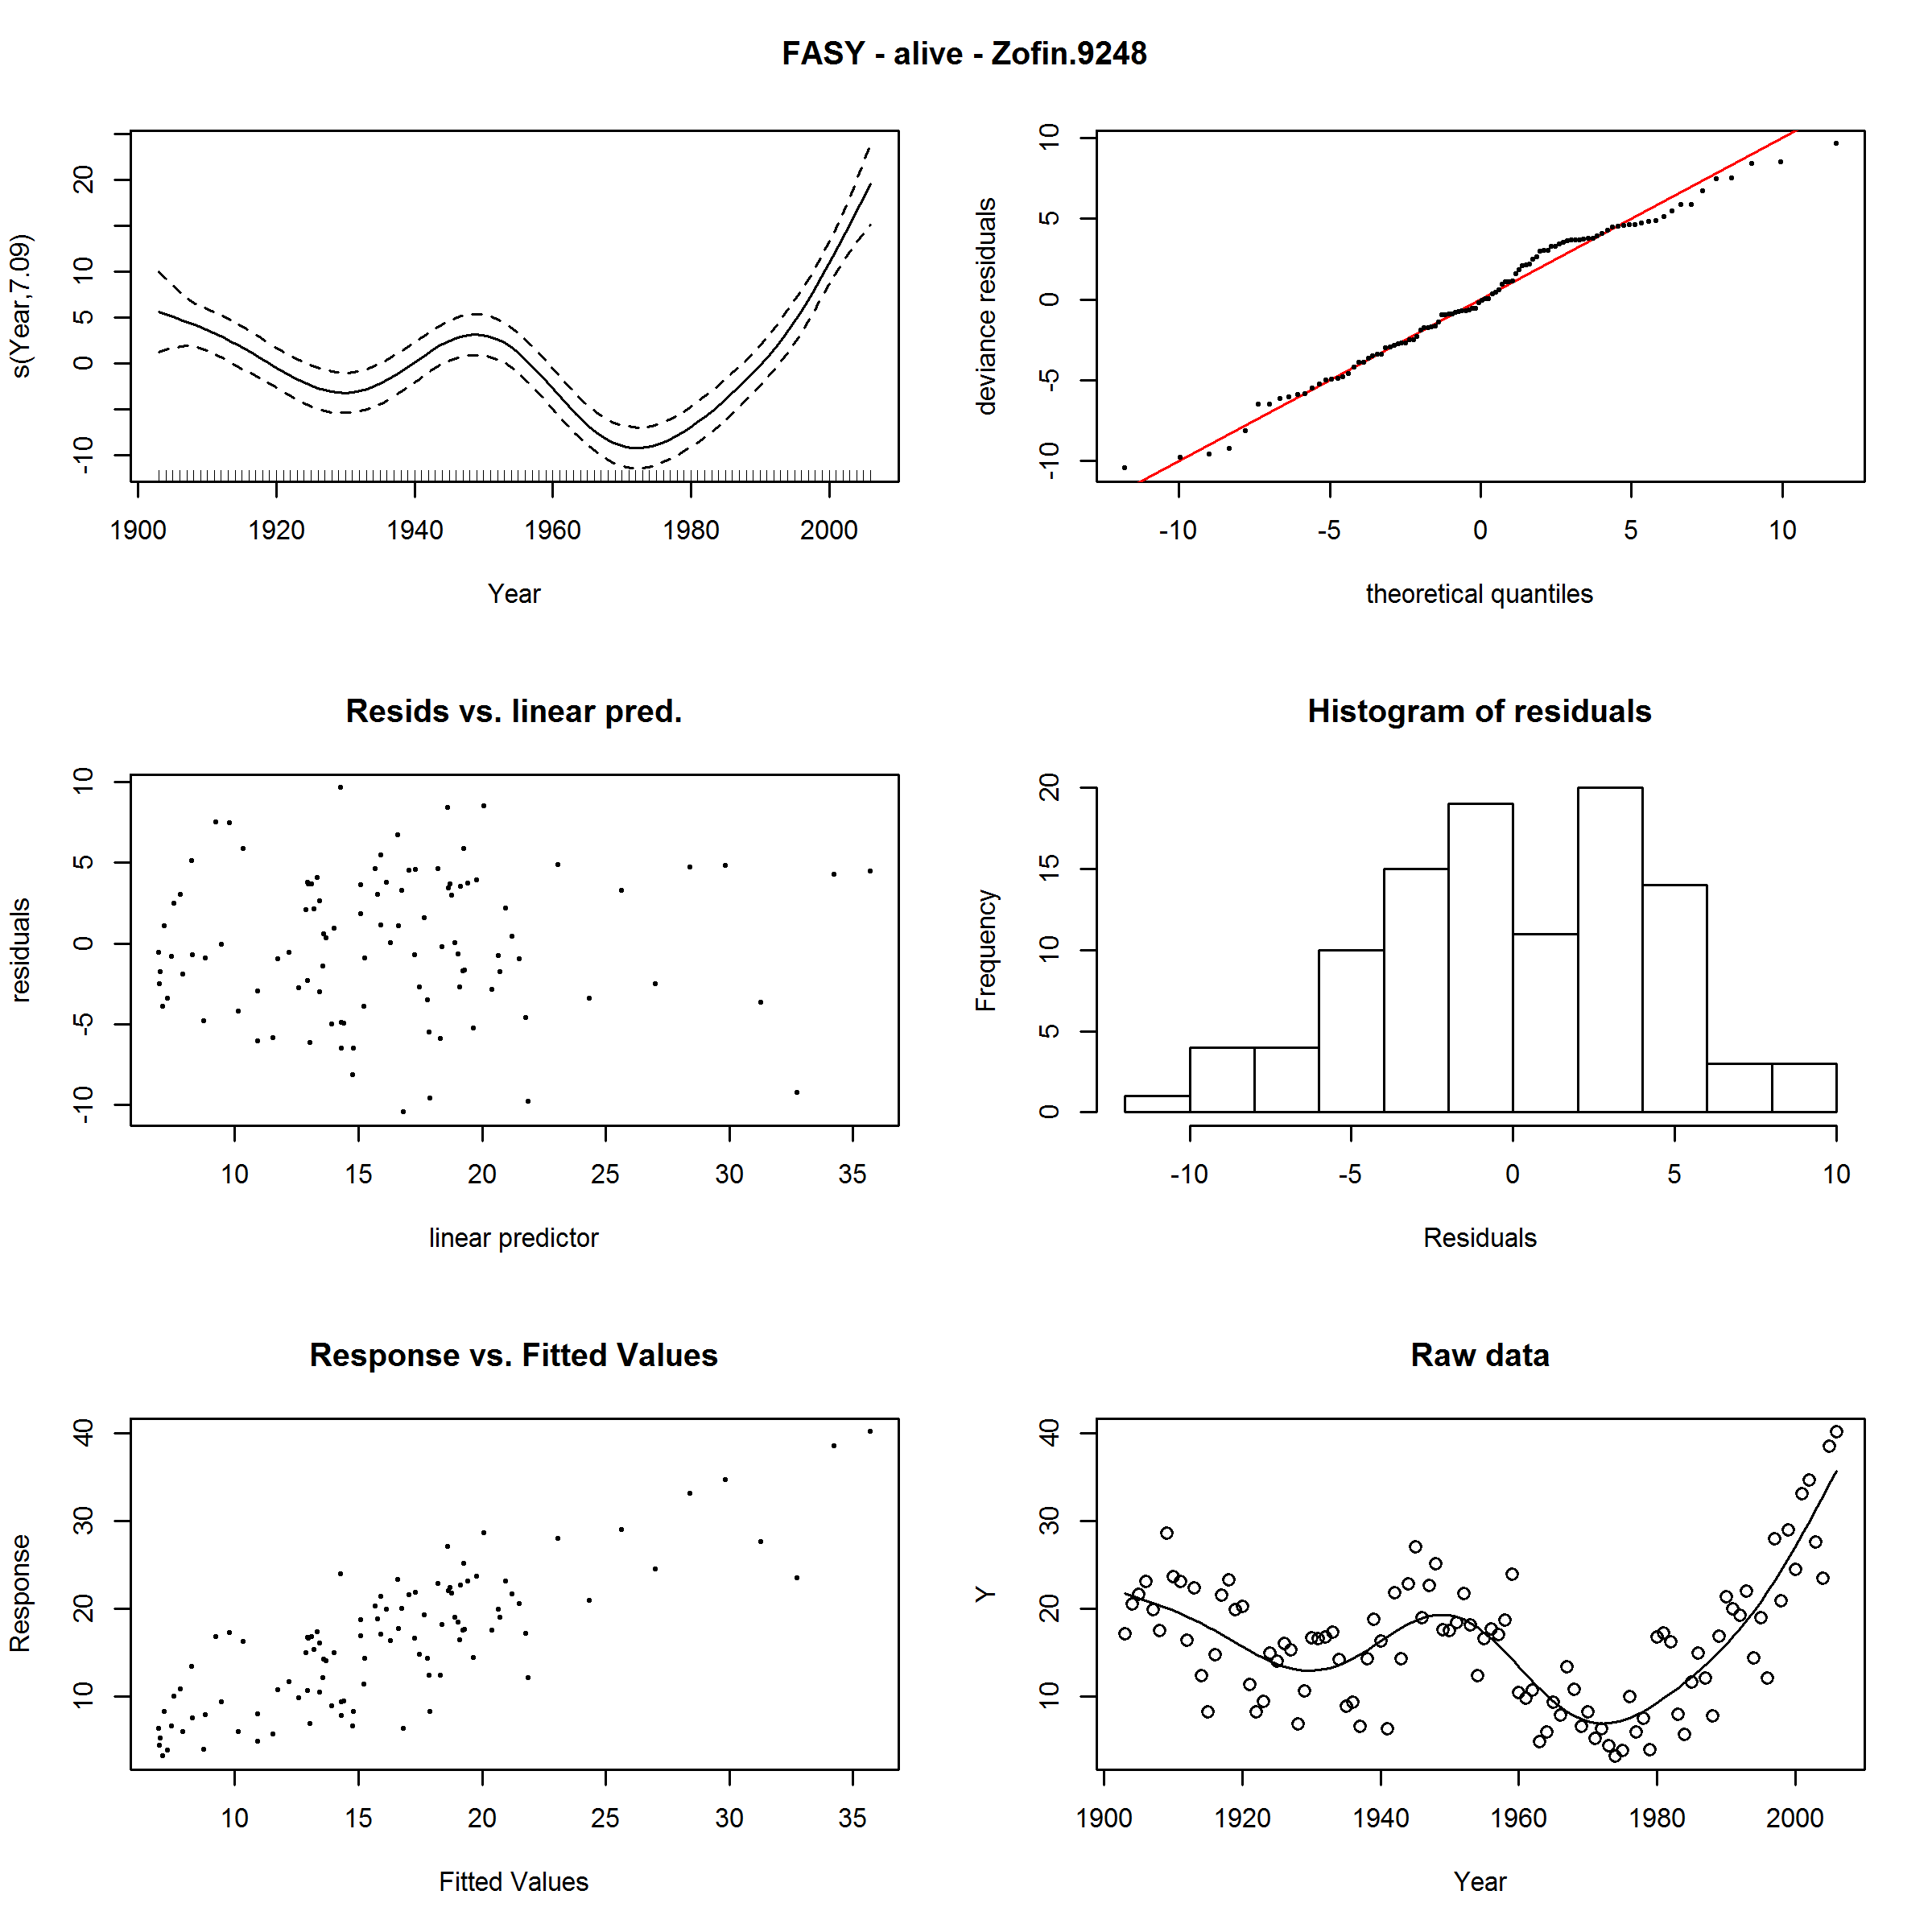 FASY - alive - Zofin.9248
s(Year,7.09)
20
10
5
0
-10
1900 1920 1940 1960 1980 2000
Year
deviance residuals
10
5
0
-5
-10
-10 -5 0 5 10
theoretical quantiles
Resids vs. linear pred.
residuals
10
5
0
-5
-10
10 15 20 25 30 35
linear predictor
Histogram of residuals
Frequency
20
15
10
5
0
-10 -5 0 5 10
Residuals
Response vs. Fitted Values
Response
40
30
20
10
10 15 20 25 30 35
Fitted Values
Raw data
Y
40
30
20
10
1900 1920 1940 1960 1980 2000
Year